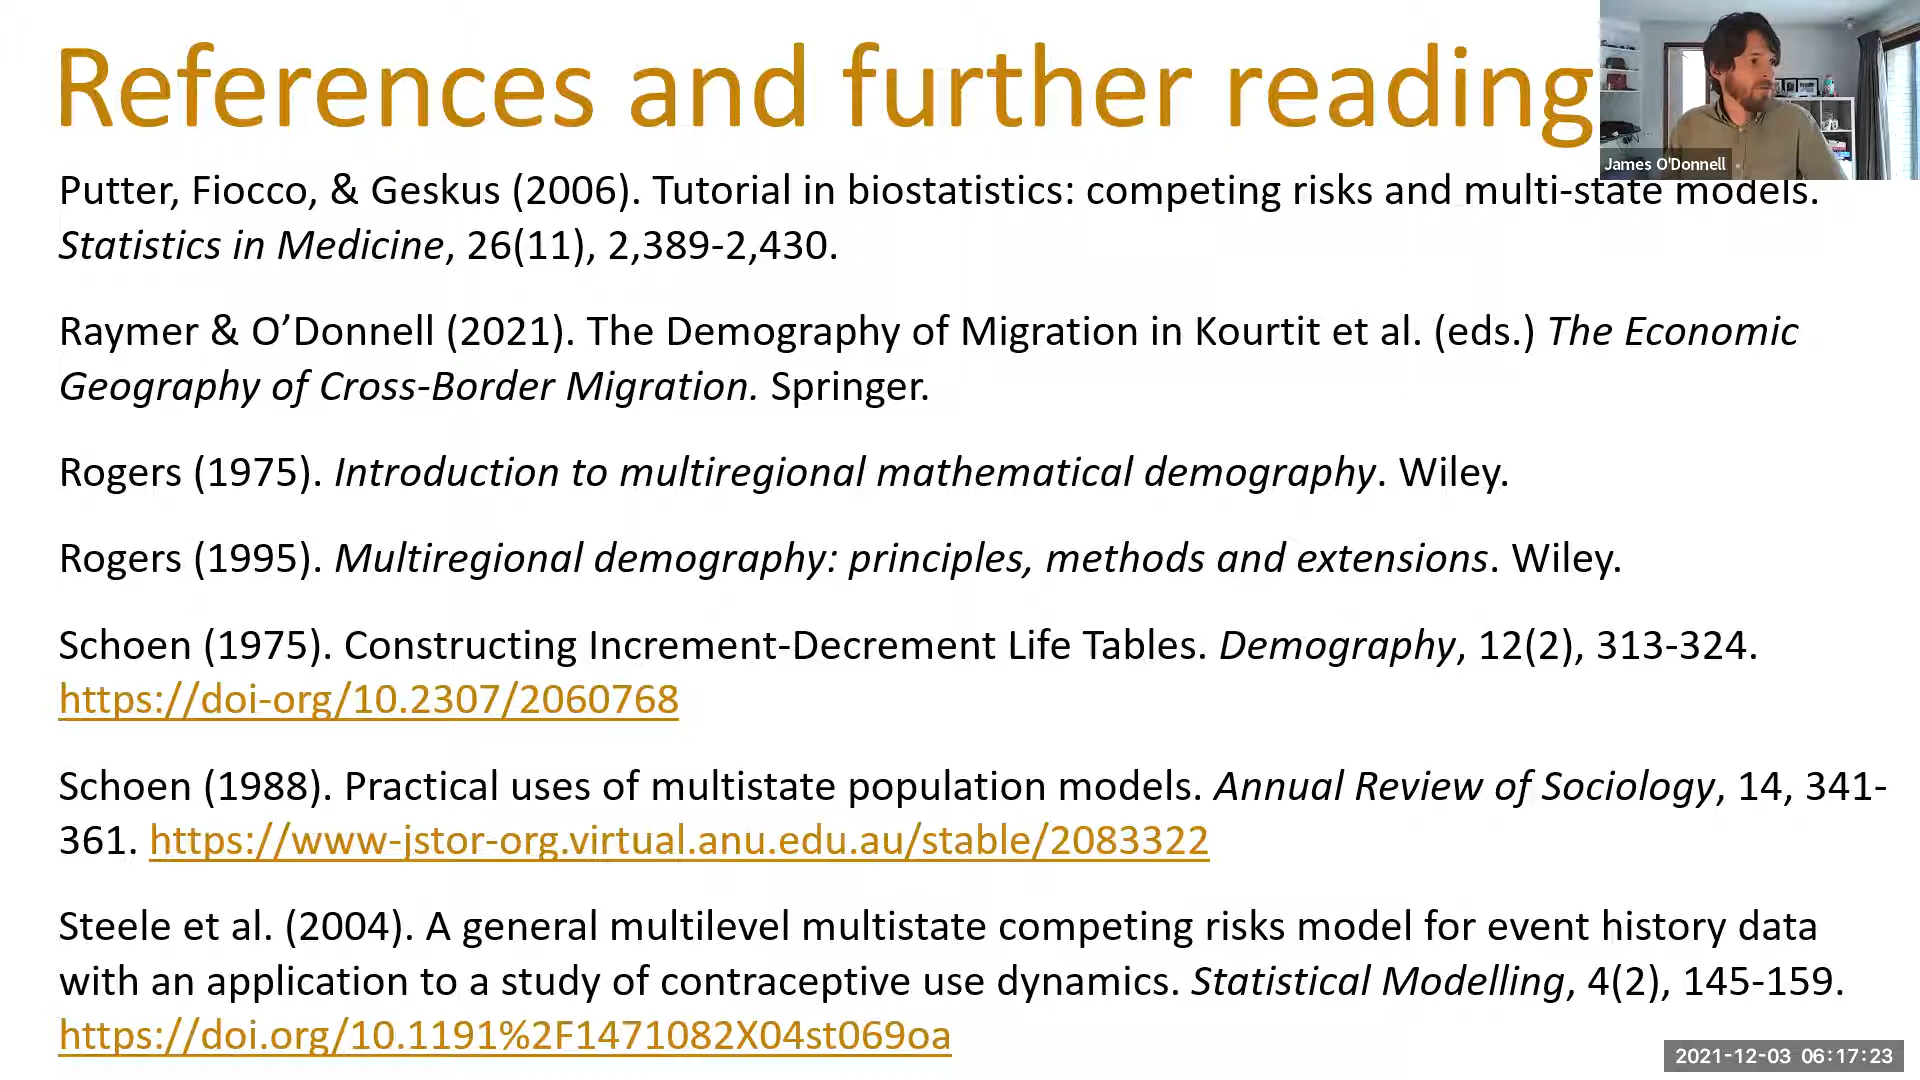 References and further reading
James O'Donnell
Putter, Fiocco, & Geskus (2006). Tutorial in biostatistics: competing risks and multi-state models.
Statistics in Medicine, 26(11), 2,389-2,430.
Raymer & O’Donnell (2021). The Demography of Migration in Kourtit et al. (eds.) The Economic
Geography of Cross-Border Migration. Springer.
Rogers (1975). Introduction to multiregional mathematical demography. Wiley.
Rogers (1995). Multiregional demography: principles, methods and extensions. Wiley.
Schoen (1975). Constructing Increment-Decrement Life Tables. Demography, 12(2), 313-324.
https://doi-org/10.2307/2060768
Schoen (1988). Practical uses of multistate population models. Annual Review of Sociology, 14, 341-
361. https://www-jstor-org.virtual.anu.edu.au/stable/2083322
Steele et al. (2004). A general multilevel multistate competing risks model for event history data
with an application to a study of contraceptive use dynamics. Statistical Modelling, 4(2), 145-159.
https://doi.org/10.1191%2F1471082X04st069oa
2021-12-03 06:17:23